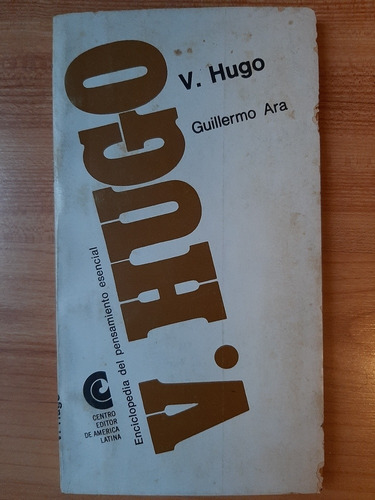 V. Hugo
Guillermo Ara
V. HUGO
Enciclopedia del pensamiento esencial
CENTRO
EDITOR
DE AMERICA
LATINA